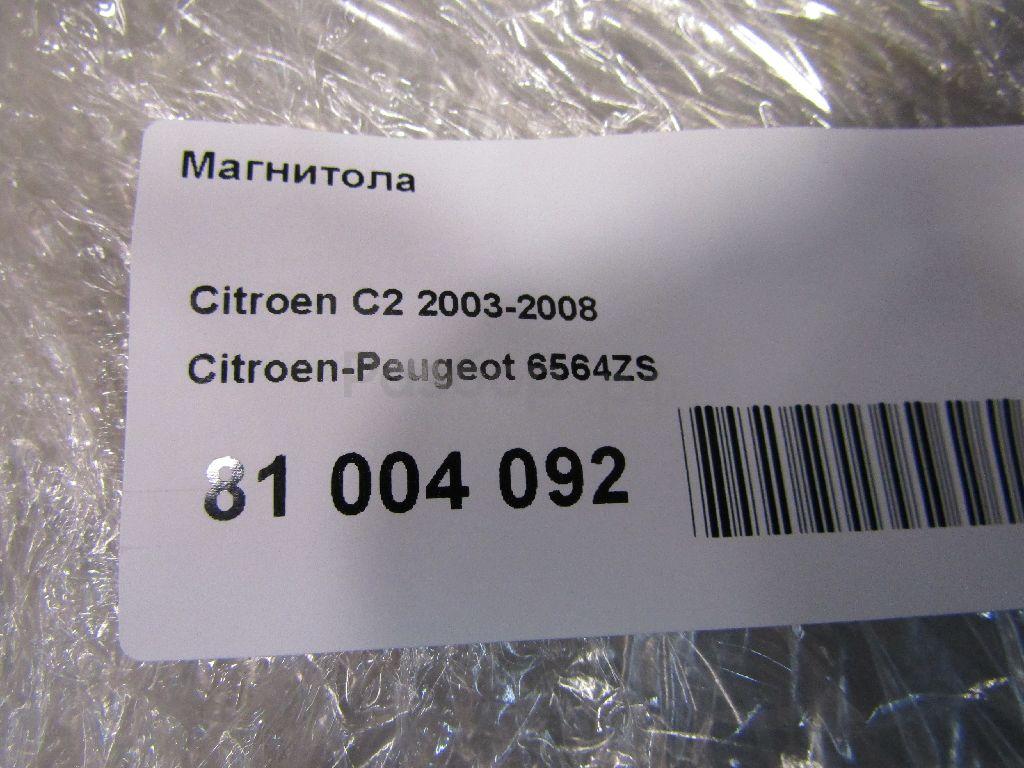 Магнитола
Citroen C2 2003-2008
Citroen-Peugeot 6564ZS
81 004 092